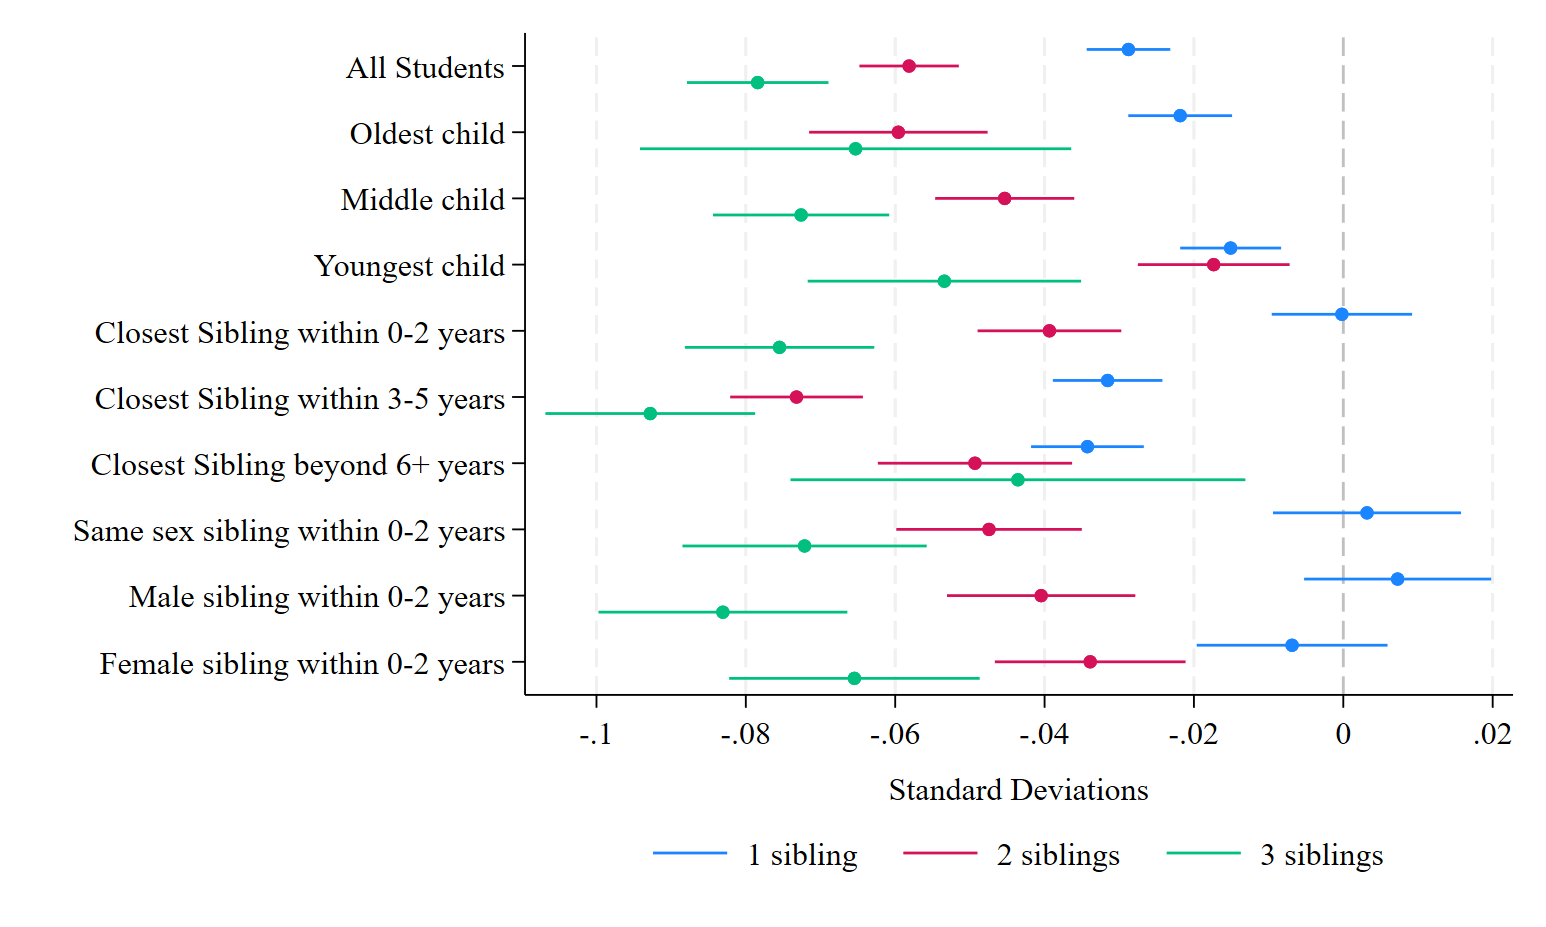 All Students
Oldest child
Middle child
Youngest child
Closest Sibling within 0-2 years
Closest Sibling within 3-5 years
Closest Sibling beyond 6+ years
Same sex sibling within 0-2 years
Male sibling within 0-2 years
Female sibling within 0-2 years
-.1 -.08 -.06 -.04 -.02 0 .02
Standard Deviations
1 sibling 2 siblings 3 siblings